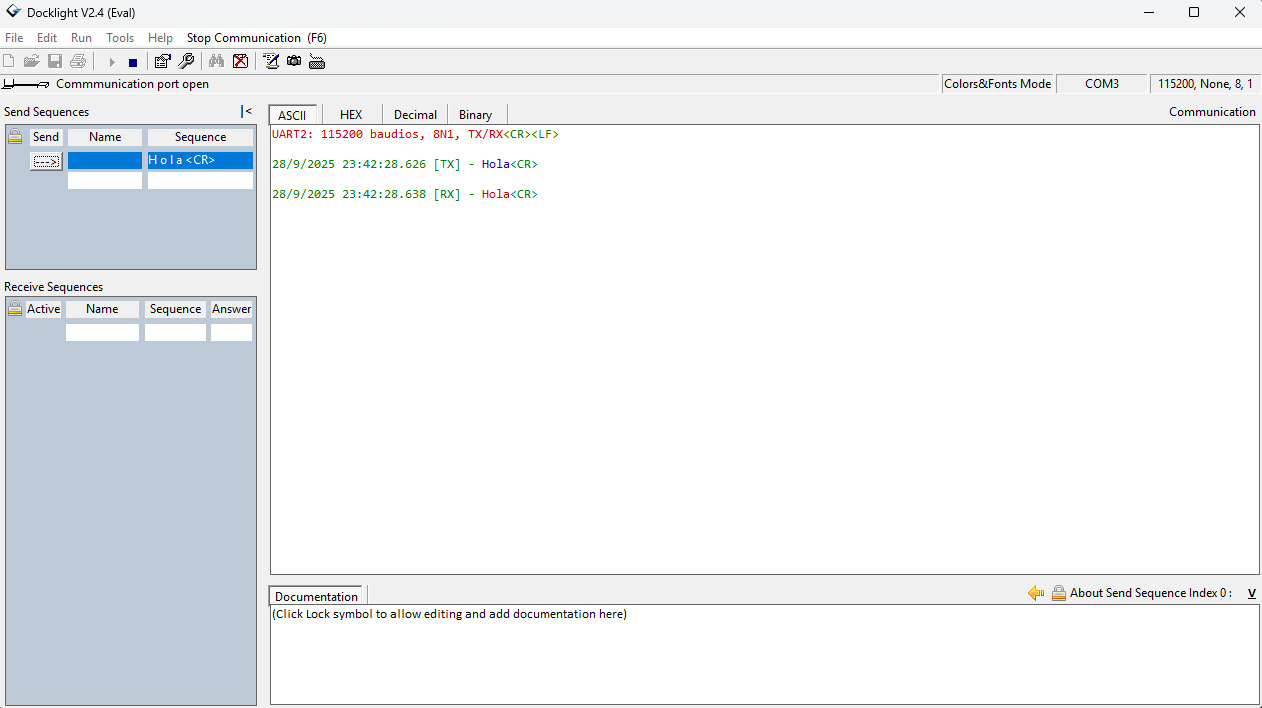 Docklight V2.4 (Eval)
File Edit Run Tools Help Stop Communication (F6)
Commmunication port open
Colors&Fonts Mode COM3 115200, None, 8, 1
Send Sequences
Send Name Sequence
---> H o l a <CR>
Receive Sequences
Active Name Sequence Answer
ASCII HEX Decimal Binary Communication
UART2: 115200 baudios, 8N1, TX/RX<CR><LF>
28/9/2025 23:42:28.626 [TX] - Hola<CR>
28/9/2025 23:42:28.638 [RX] - Hola<CR>
Documentation About Send Sequence Index 0 : V
(Click Lock symbol to allow editing and add documentation here)